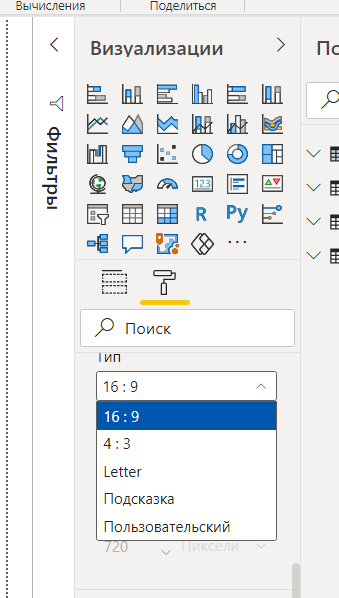 Вычисления
Поделиться
Визуализации
По
Фильтры
123
R
Py
Поиск
Тип
16 : 9
16 : 9
4 : 3
Letter
Подсказка
Пользовательский
720
Пиксели